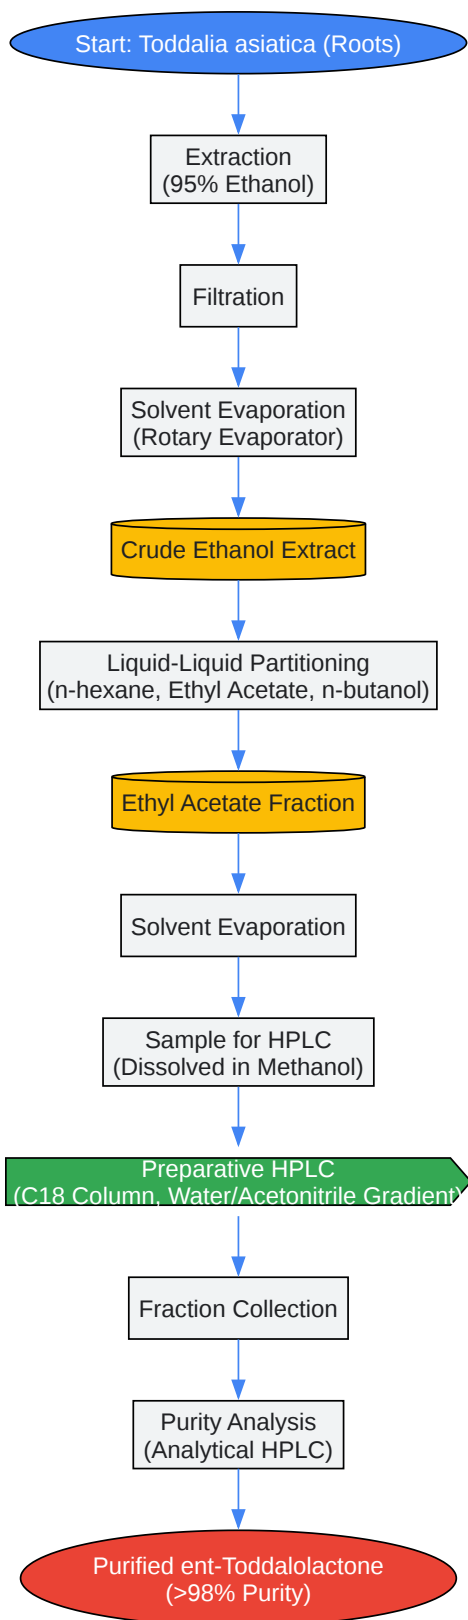 Start: Toddalia asiatica (Roots)
Extraction
(95% Ethanol)
Filtration
Solvent Evaporation
(Rotary Evaporator)
Crude Ethanol Extract
Liquid-Liquid Partitioning
(n-hexane, Ethyl Acetate, n-butanol)
Ethyl Acetate Fraction
Solvent Evaporation
Sample for HPLC
(Dissolved in Methanol)
Preparative HPLC
(C18 Column, Water/Acetonitrile Gradient)
Fraction Collection
Purity Analysis
(Analytical HPLC)
Purified ent-Toddalolactone
(>98% Purity)